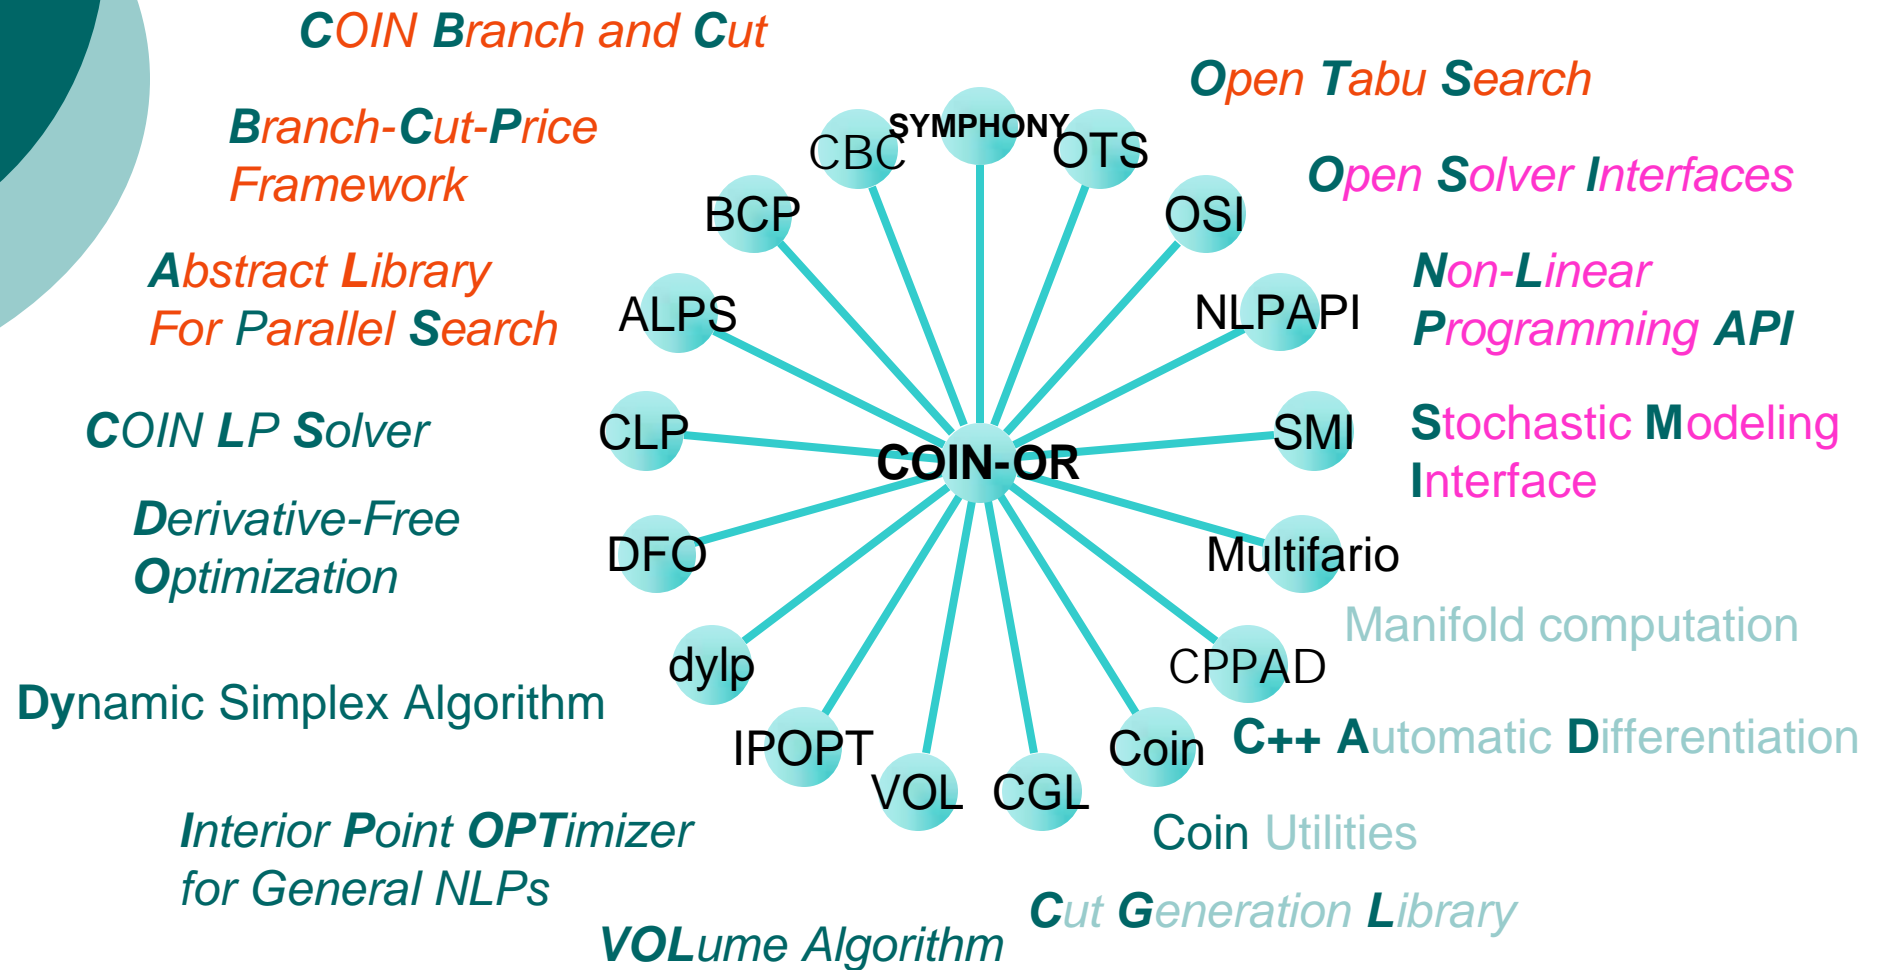 COIN Branch and Cut
Open Tabu Search
Branch-Cut-Price
Framework
SYMPHONY
CBC
OTS
Open Solver Interfaces
BCP
OSI
Abstract Library
For Parallel Search
ALPS
NLPAPI
Non-Linear
Programming API
COIN LP Solver
CLP
COIN-OR
SMI
Stochastic Modeling
Interface
Derivative-Free
Optimization
DFO
Multifario
Manifold computation
Dynamic Simplex Algorithm
dylp
CPPAD
C++ Automatic Differentiation
IPOPT
VOL
CGL
Coin
Interior Point OPTimizer
for General NLPs
Coin Utilities
VOLume Algorithm
Cut Generation Library